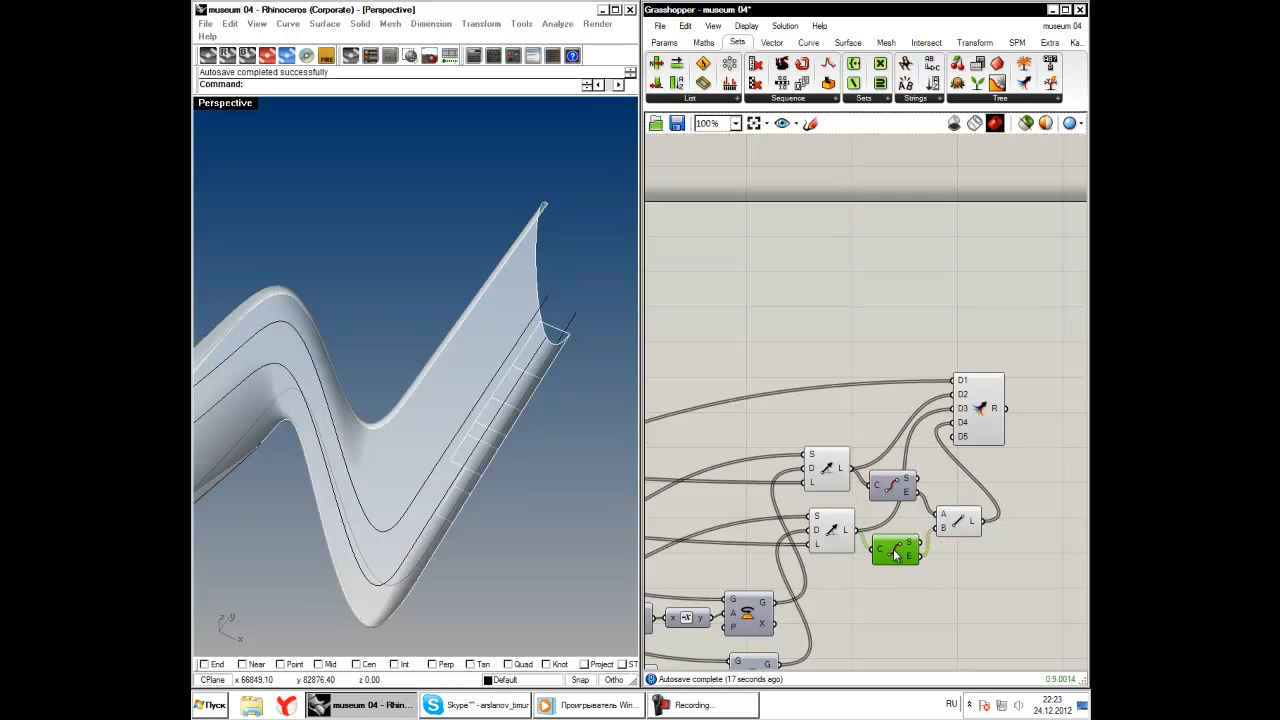 museum 04 - Rhinoceros (Corporate) - [Perspective]
File Edit View Curve Surface Solid Mesh Dimension Transform Tools Analyze Render
Help
Autosave completed successfully
Command:
Perspective
z y
x
End Near Point Mid Cen Int Perp Tan Quad Knot Project ST
CPlane x 66849.10 y 82876.40 z 0.00 Default Snap Ortho
Grasshopper - museum 04*
File Edit View Display Solution Help museum 04
Params Maths Sets Vector Curve Surface Mesh Intersect Transform SPM Extra Ka...
List Sequence Sets Strings Tree
100%
D1
D2
D3 R
D4
D5
S
D L
L
C S
E
S
D L
L
A
B L
C S
E
x -x y
G
A G
P X
G G
Autosave complete (17 seconds ago) 0.9.0014
Пуск museum 04 - Rhin... Skype™ - arslanov_timur Проигрыватель Win... Recording... RU 22:23
24.12.2012